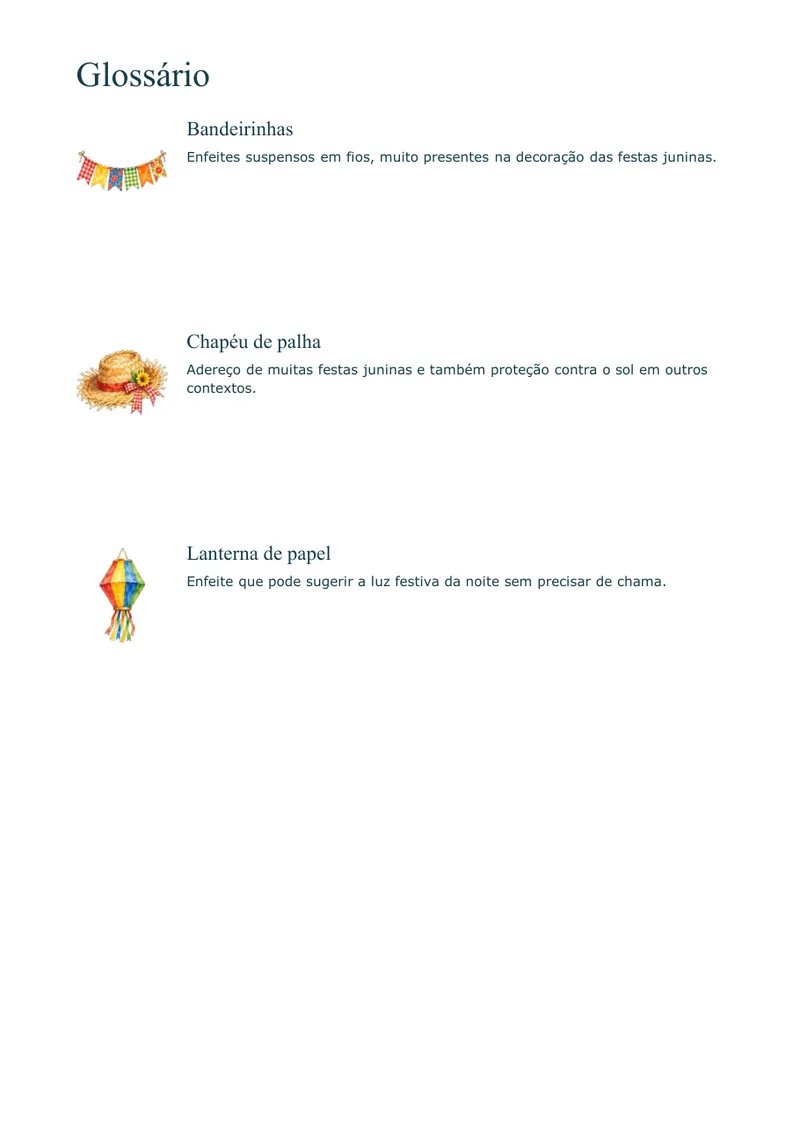 Glossário
Bandeirinhas
Enfeites suspensos em fios, muito presentes na decoração das festas juninas.
Chapéu de palha
Adereço de muitas festas juninas e também proteção contra o sol em outros
contextos.
Lanterna de papel
Enfeite que pode sugerir a luz festiva da noite sem precisar de chama.